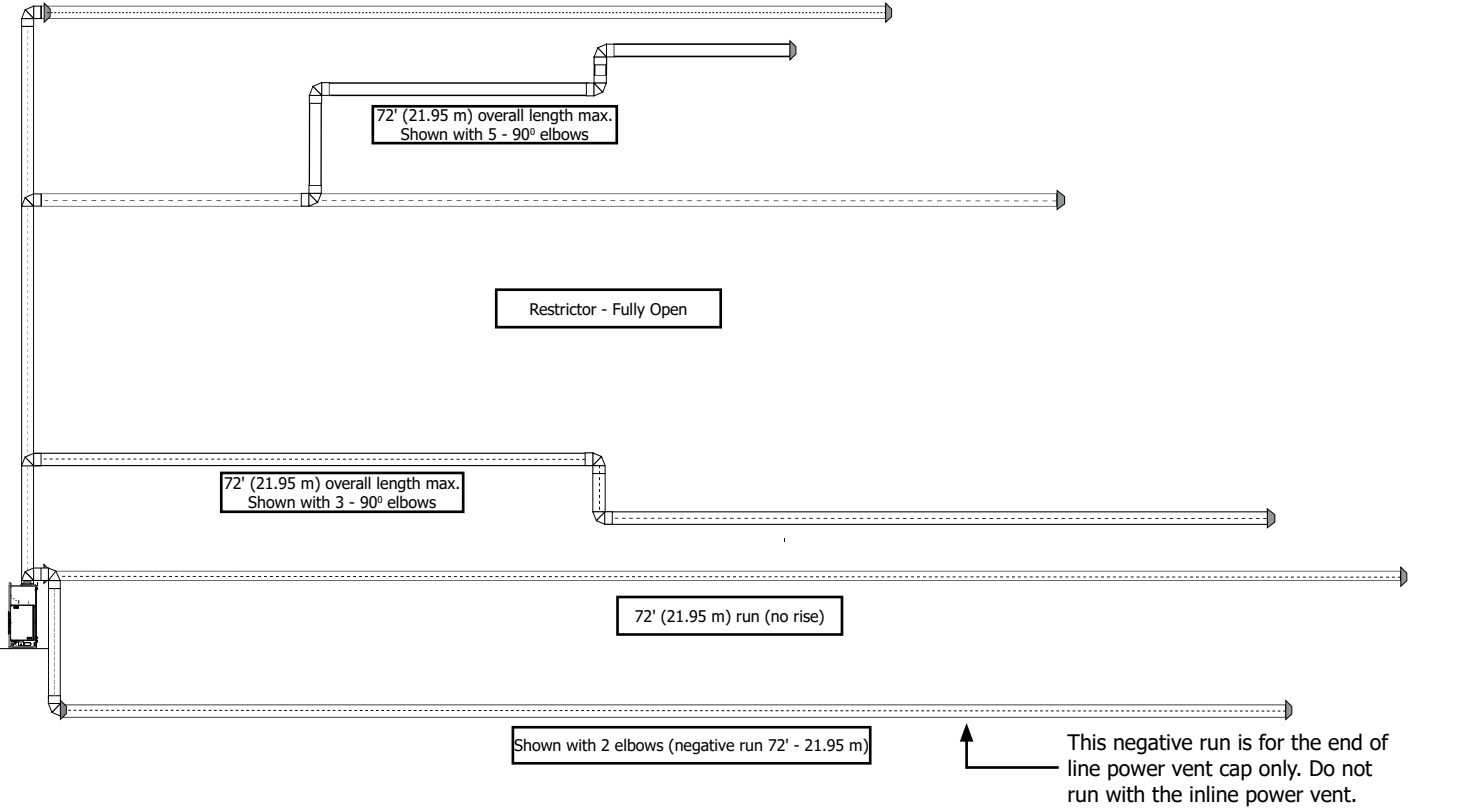 72' (21.95 m) overall length max.
Shown with 5 - 90⁰ elbows
Restrictor - Fully Open
72' (21.95 m) overall length max.
Shown with 3 - 90⁰ elbows
72' (21.95 m) run (no rise)
Shown with 2 elbows (negative run 72' - 21.95 m)
This negative run is for the end of
line power vent cap only. Do not
run with the inline power vent.